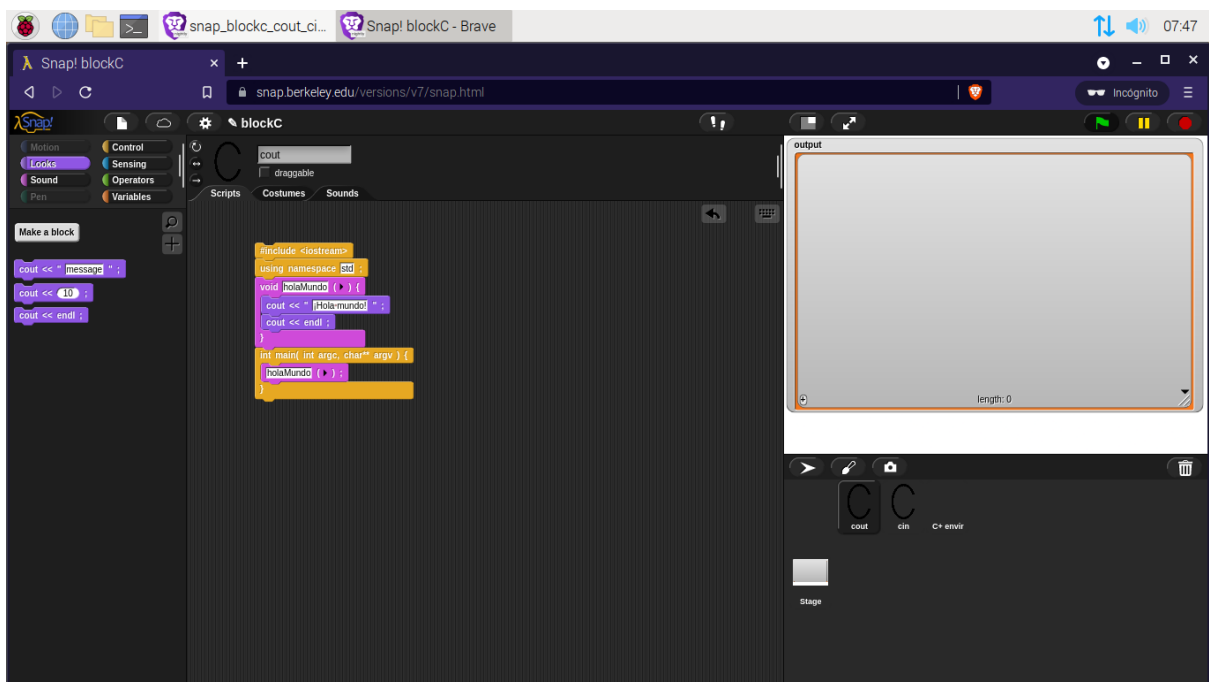 snap_blockc_cout_ci...
Snap! blockC - Brave
07:47
Snap! blockC
snap.berkeley.edu/versions/v7/snap.html
Incógnito
Snap!
blockC
Motion
Control
Looks
Sensing
Sound
Operators
Pen
Variables
cout
draggable
Scripts
Costumes
Sounds
Make a block
cout << " message " ;
cout << 10 ;
cout << endl ;
#include <iostream>
using namespace std ;
void holaMundo ( ) {
cout << " ¡Hola-mundo! " ;
cout << endl ;
}
int main( int argc, char** argv ) {
holaMundo ( ) ;
}
output
length: 0
cout
cin
C+ envir
Stage